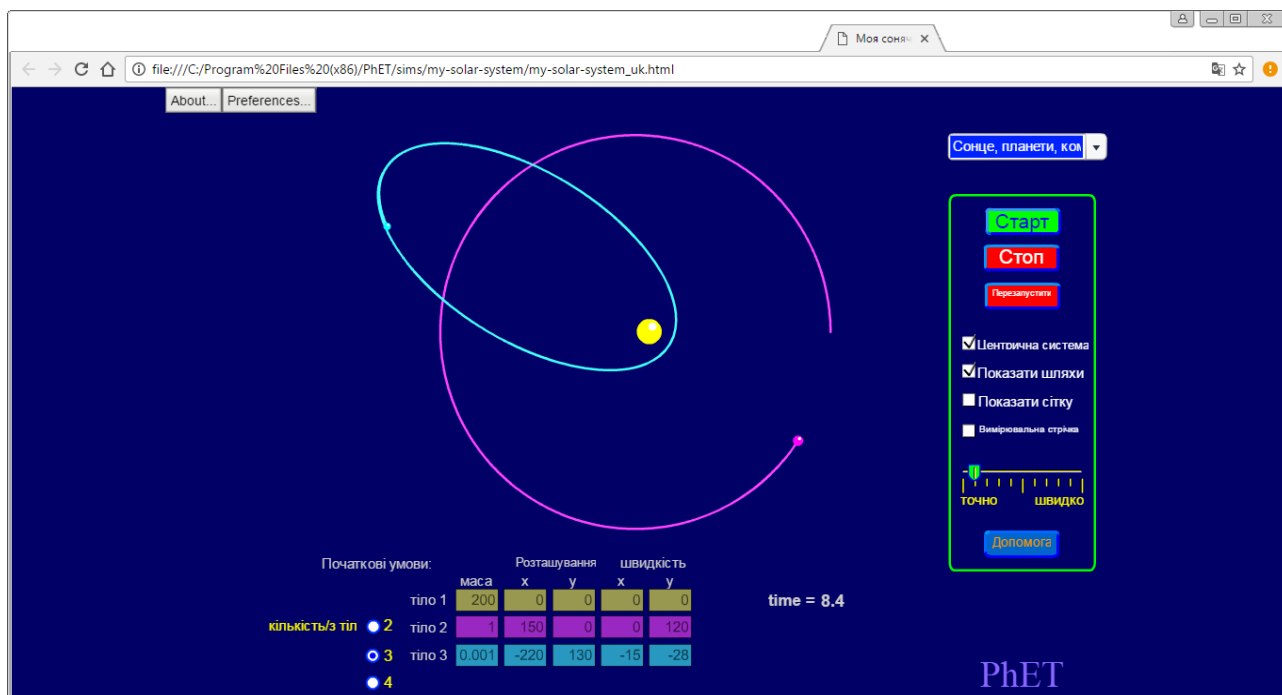 Моя соняч
file:///C:/Program%20Files%20(x86)/PhET/sims/my-solar-system/my-solar-system_uk.html
About... Preferences...
Сонце, планети, ком
Старт
Стоп
Перезапустити
Центрична система
Показати шляхи
Показати сітку
Вимірювальна стрічка
точно швидко
Допомога
Початкові умови: Розташування швидкість
маса x y x y
тіло 1 200 0 0 0 0
time = 8.4
кількість/з тіл 2 тіло 2 1 150 0 0 120
3 тіло 3 0.001 -220 130 -15 -28
4
PhET